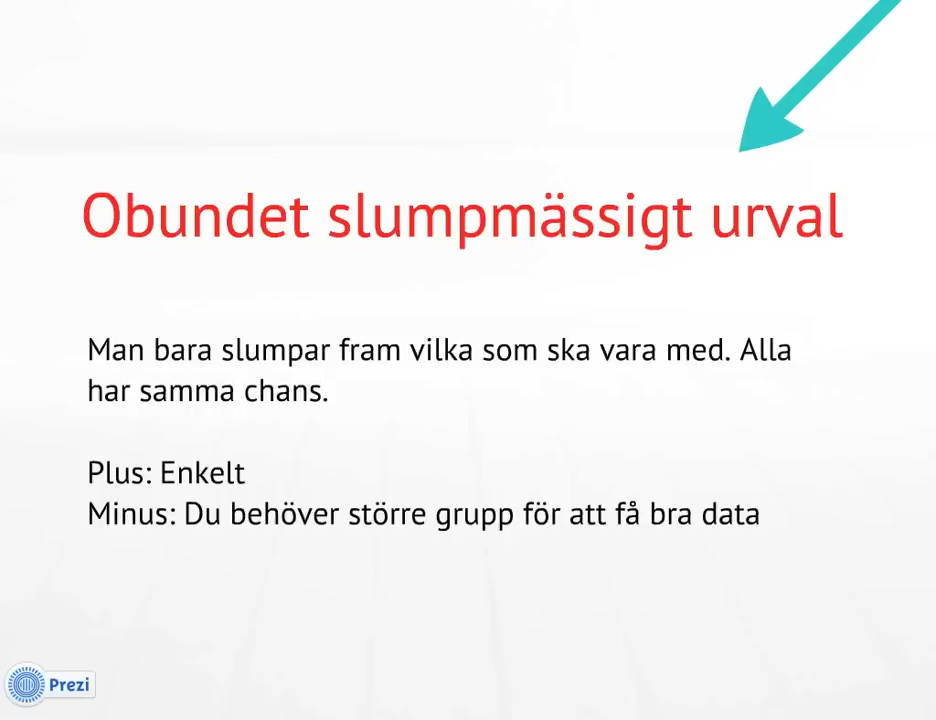 Obundet slumpmässigt urval
Man bara slumpar fram vilka som ska vara med. Alla
har samma chans.
Plus: Enkelt
Minus: Du behöver större grupp för att få bra data
Prezi